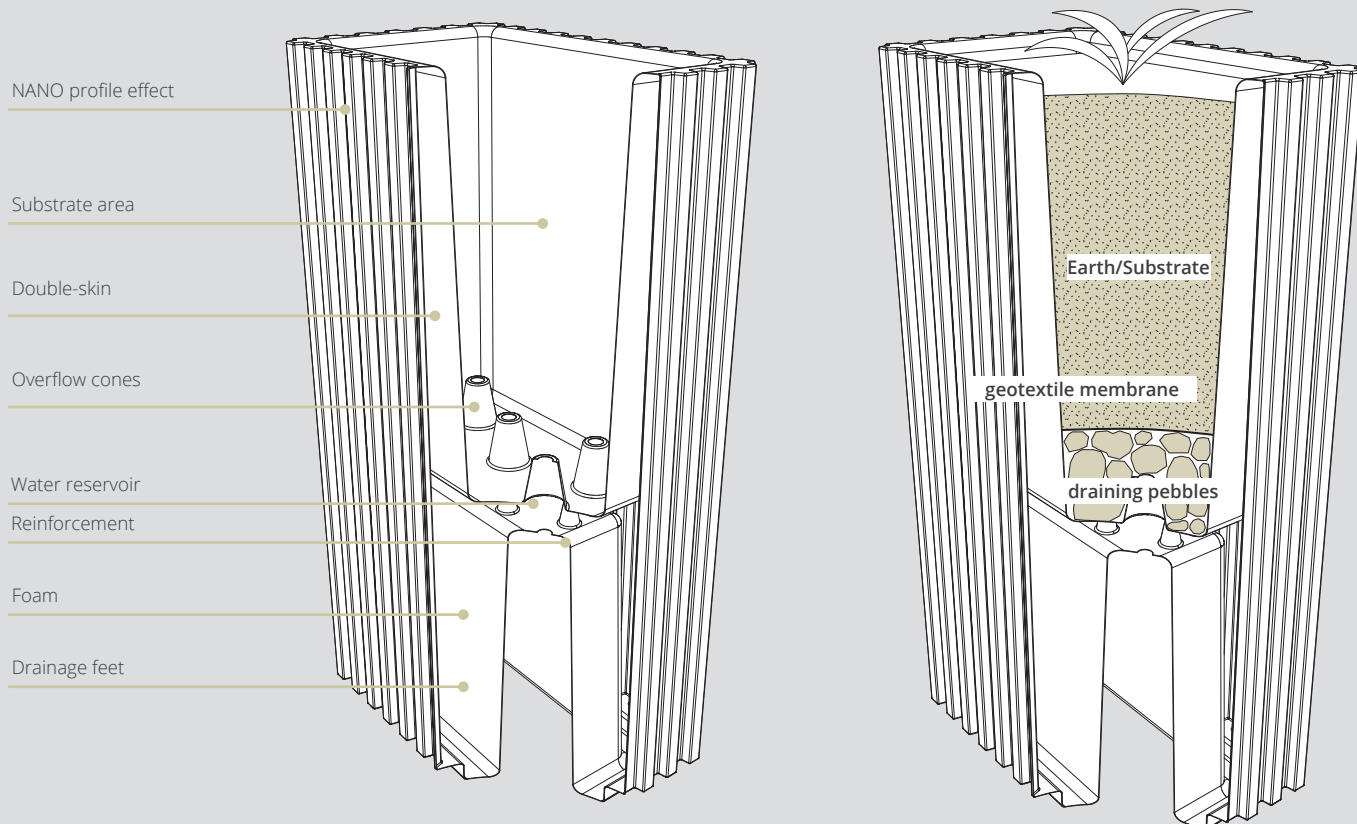 NANO profile effect
Substrate area
Double-skin
Overflow cones
Water reservoir
Reinforcement
Foam
Drainage feet
Earth/Substrate
geotextile membrane
draining pebbles